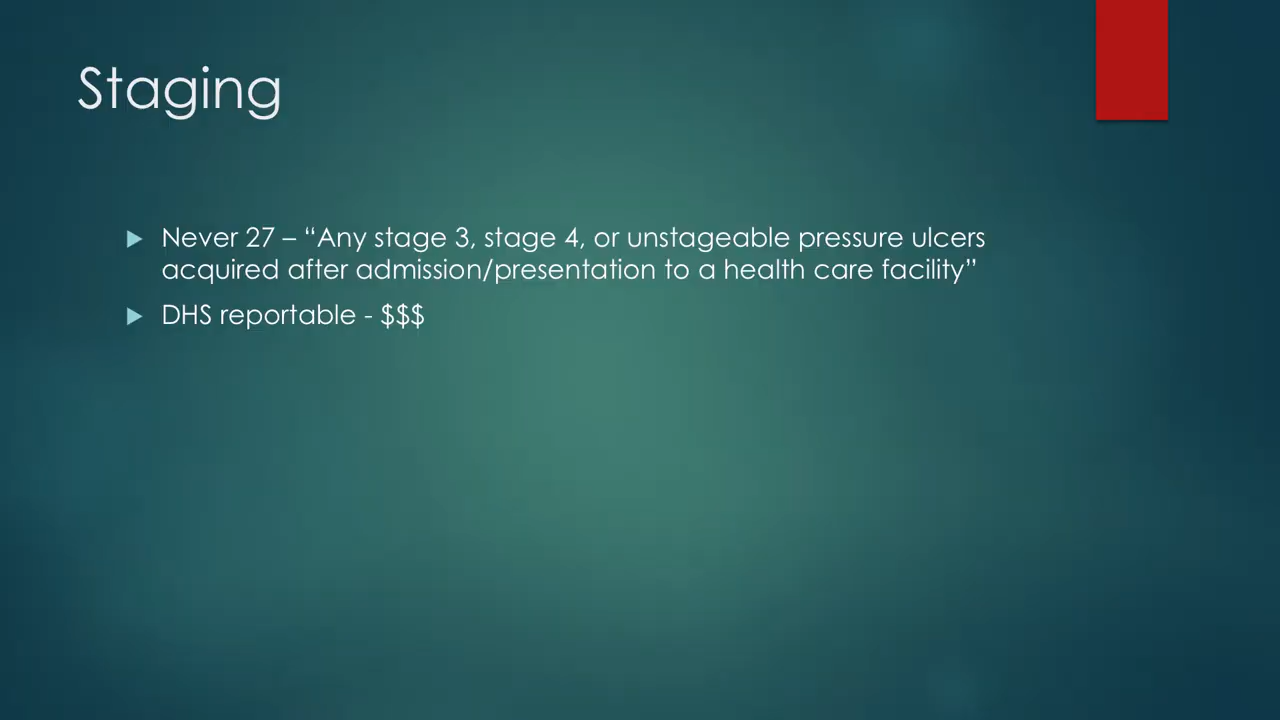 Staging
Never 27 – “Any stage 3, stage 4, or unstageable pressure ulcers
acquired after admission/presentation to a health care facility”
DHS reportable - $$$